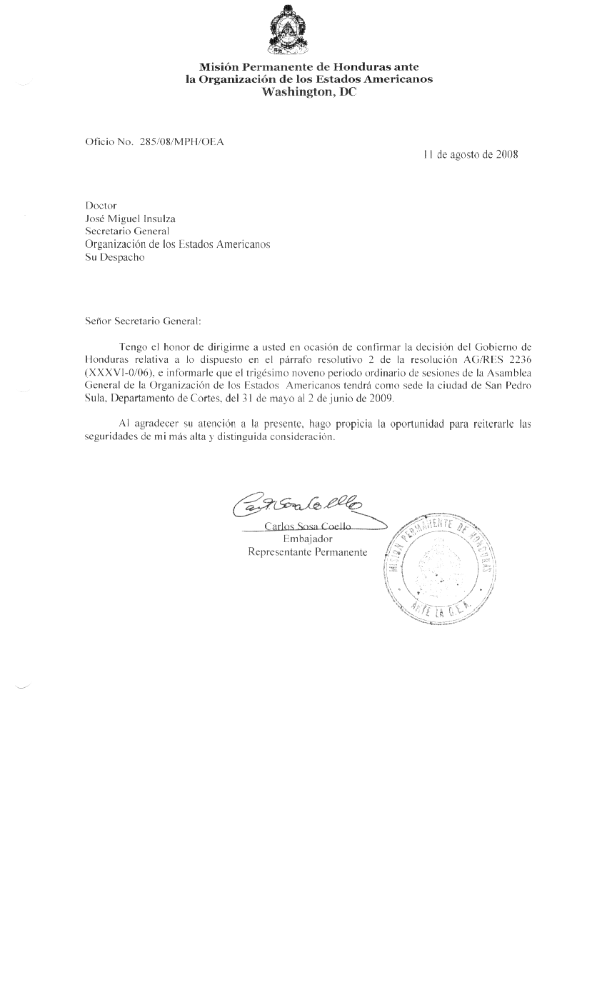 Misión Permanente de Honduras ante
la Organización de los Estados Americanos
Washington, DC
Oficio No. 285/08/MPH/OEA
11 de agosto de 2008
Doctor
José Miguel Insulza
Secretario General
Organización de los Estados Americanos
Su Despacho
Señor Secretario General:
Tengo el honor de dirigirme a usted en ocasión de confirmar la decisión del Gobierno de
Honduras relativa a lo dispuesto en el párrafo resolutivo 2 de la resolución AG/RES 2236
(XXXVI-0/06), e informarle que el trigésimo noveno periodo ordinario de sesiones de la Asamblea
General de la Organización de los Estados Americanos tendrá como sede la ciudad de San Pedro
Sula, Departamento de Cortes, del 31 de mayo al 2 de junio de 2009.
Al agradecer su atención a la presente, hago propicia la oportunidad para reiterarle las
seguridades de mi más alta y distinguida consideración.
Carlos Sosa Coello
Embajador
Representante Permanente
MISION PERMANENTE DE HONDURAS
ANTE LA O.E.A.